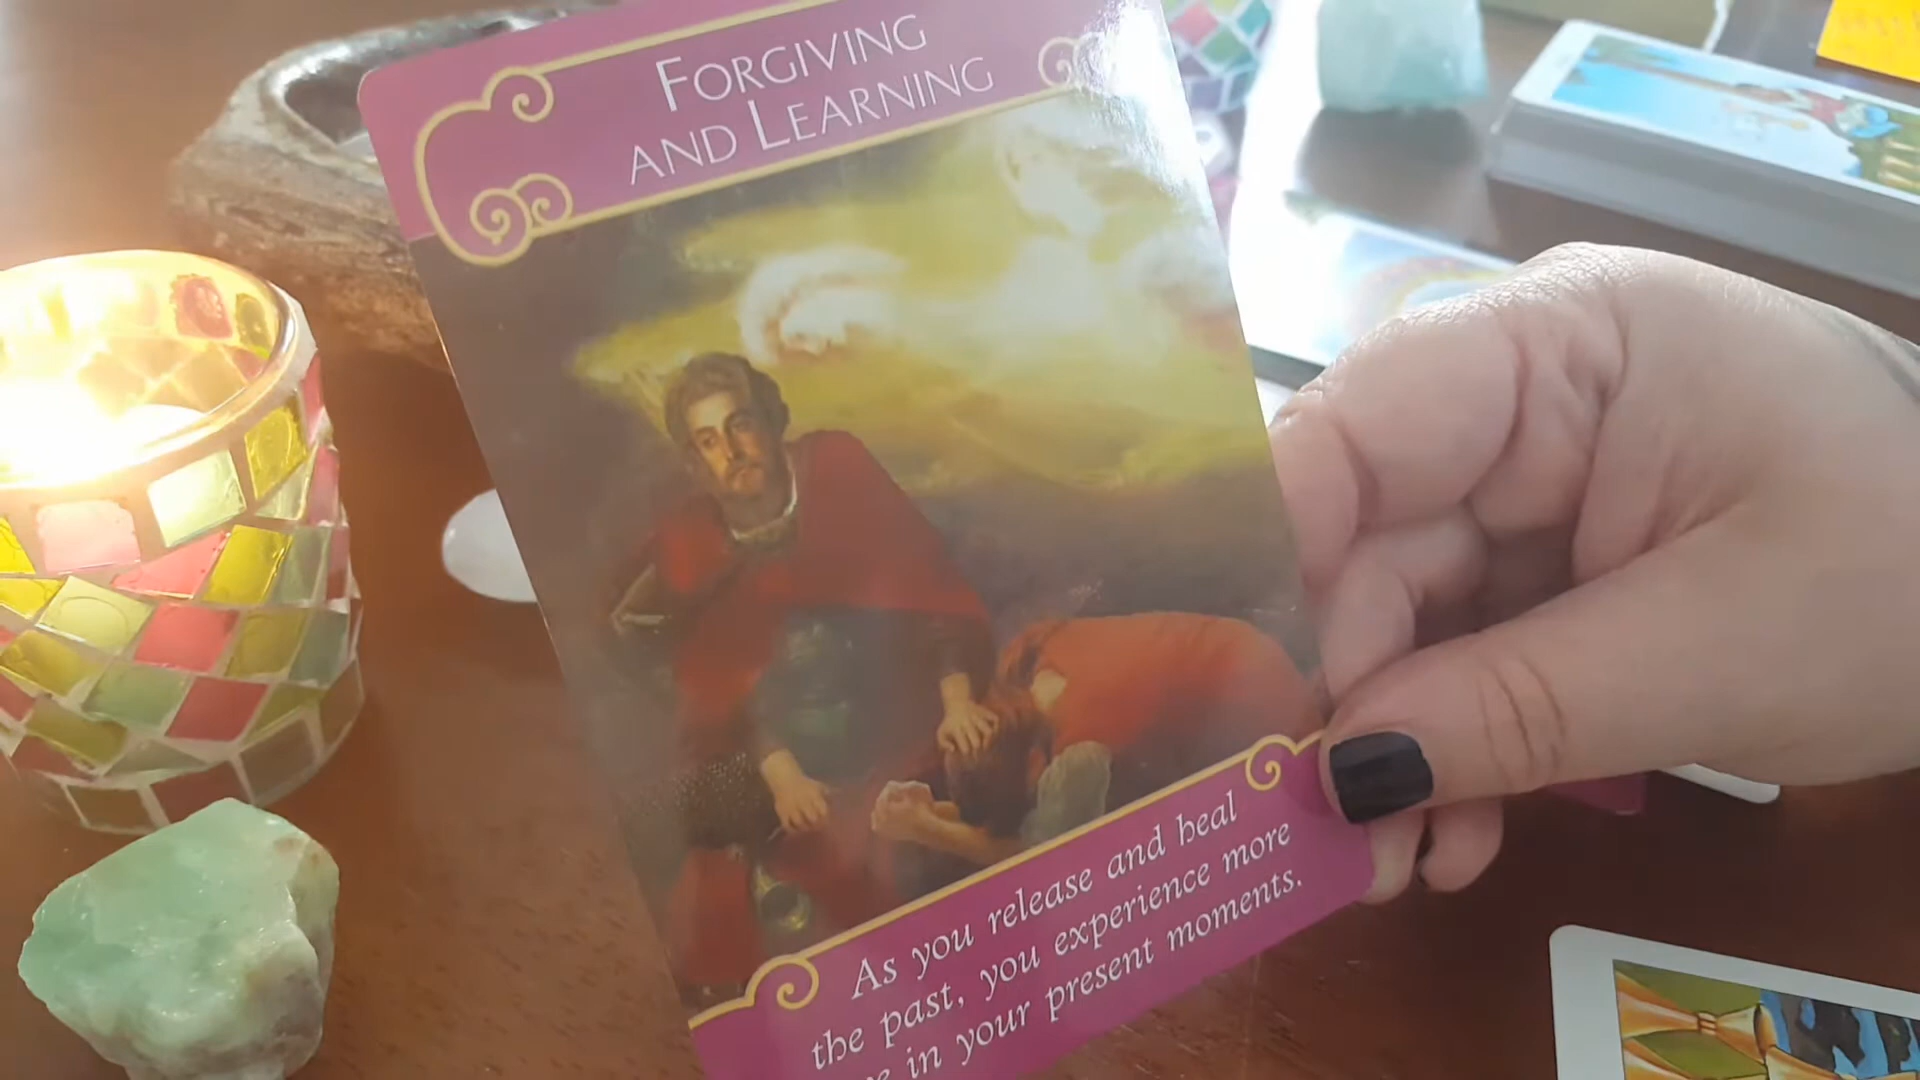 FORGIVING
AND LEARNING
As you release and heal
the past, you experience more
in your present moments.